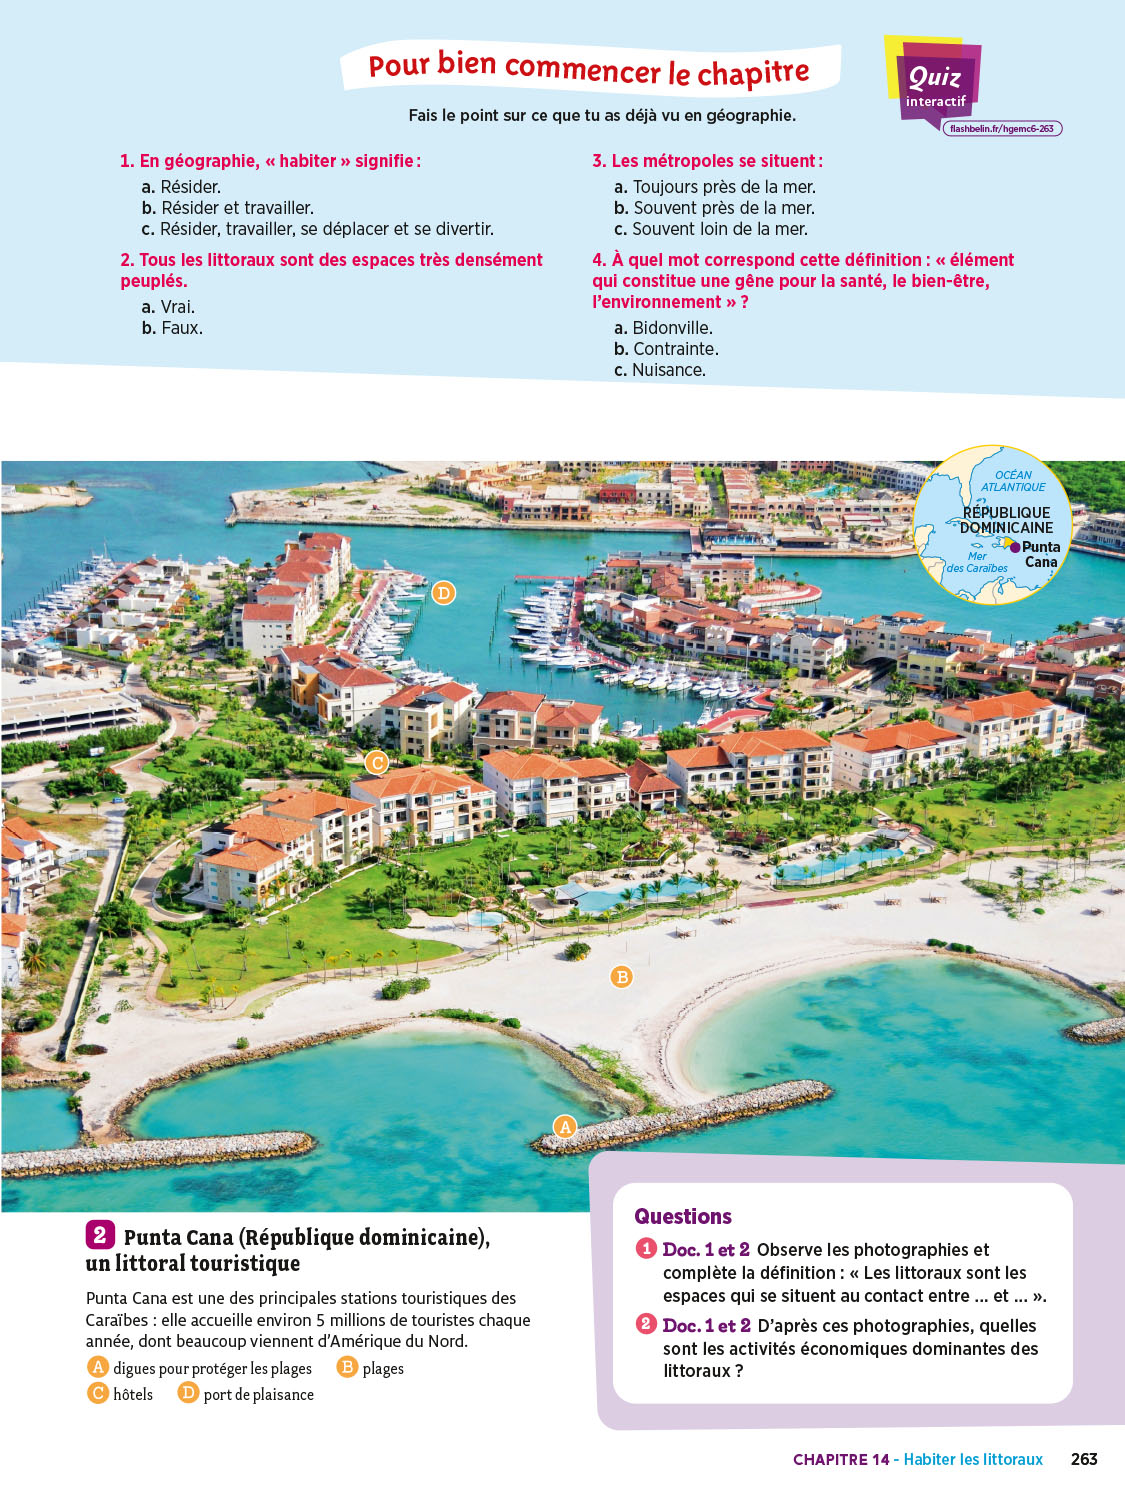 Pour bien commencer le chapitre
Fais le point sur ce que tu as déjà vu en géographie.
Quiz
interactif
flashbelin.fr/hgemc6-263
1. En géographie, « habiter » signifie :
a. Résider.
b. Résider et travailler.
c. Résider, travailler, se déplacer et se divertir.
2. Tous les littoraux sont des espaces très densément
peuplés.
a. Vrai.
b. Faux.
3. Les métropoles se situent :
a. Toujours près de la mer.
b. Souvent près de la mer.
c. Souvent loin de la mer.
4. À quel mot correspond cette définition : « élément
qui constitue une gêne pour la santé, le bien-être,
l'environnement » ?
a. Bidonville.
b. Contrainte.
c. Nuisance.
OCÉAN
ATLANTIQUE
RÉPUBLIQUE
DOMINICAINE
Punta
Cana
Mer
des Caraïbes
D
C
B
A
2 Punta Cana (République dominicaine),
un littoral touristique
Punta Cana est une des principales stations touristiques des
Caraïbes : elle accueille environ 5 millions de touristes chaque
année, dont beaucoup viennent d'Amérique du Nord.
A digues pour protéger les plages B plages
C hôtels D port de plaisance
Questions
1 Doc. 1 et 2 Observe les photographies et
complète la définition : « Les littoraux sont les
espaces qui se situent au contact entre ... et ... ».
2 Doc. 1 et 2 D'après ces photographies, quelles
sont les activités économiques dominantes des
littoraux ?
CHAPITRE 14 - Habiter les littoraux 263